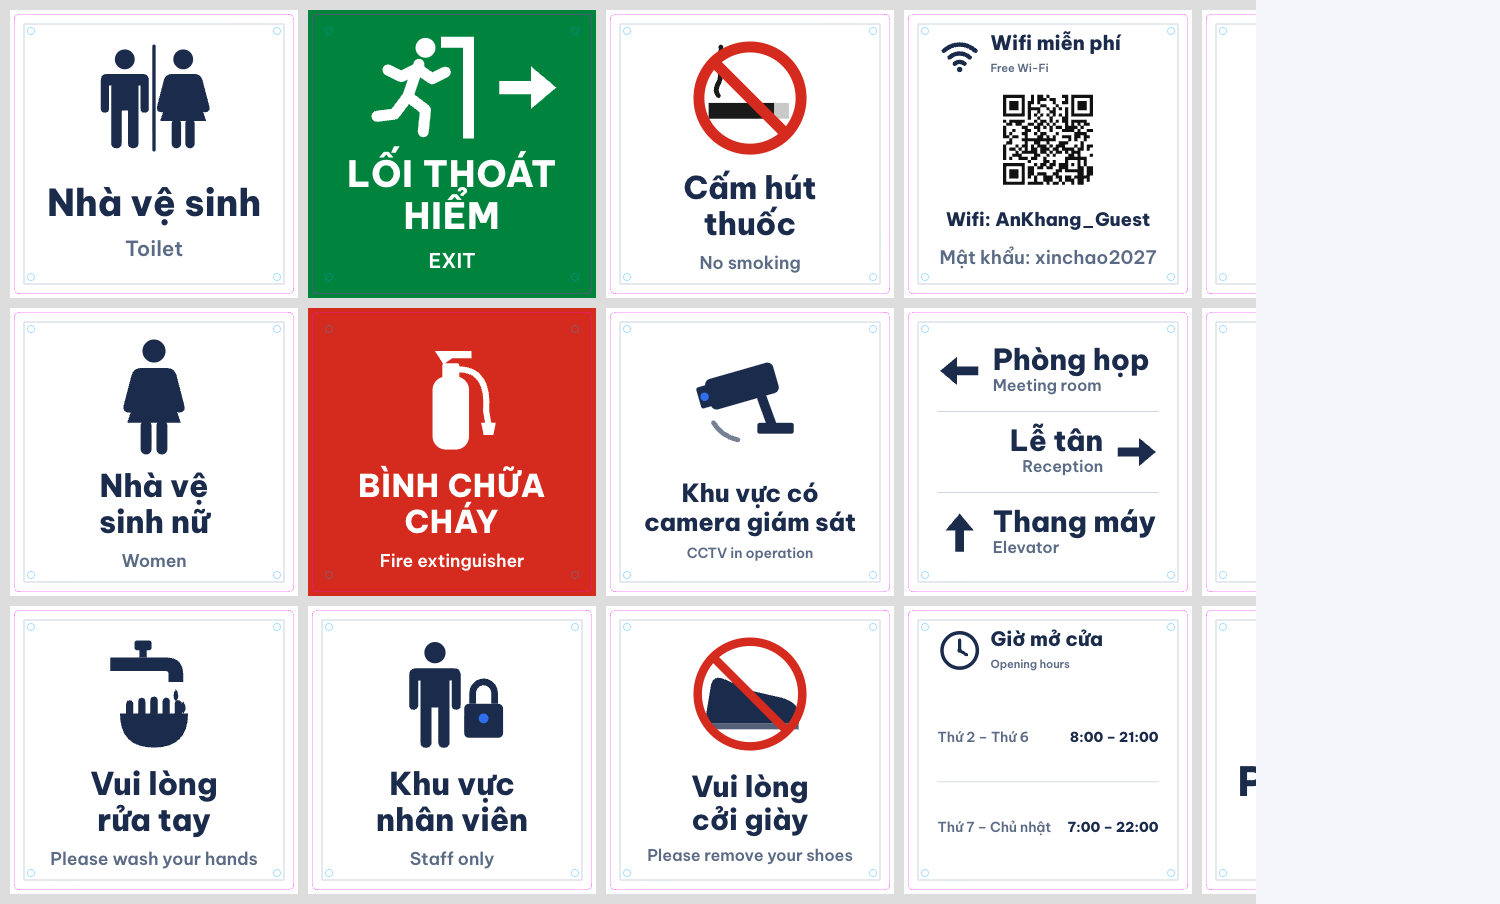 Nhà vệ sinh
Toilet
LỐI THOÁT
HIỂM
EXIT
Cấm hút
thuốc
No smoking
Wifi miễn phí
Free Wi-Fi
Wifi: AnKhang_Guest
Mật khẩu: xinchao2027
Nhà vệ
sinh nữ
Women
BÌNH CHỮA
CHÁY
Fire extinguisher
Khu vực có
camera giám sát
CCTV in operation
Phòng họp
Meeting room
Lễ tân
Reception
Thang máy
Elevator
Vui lòng
rửa tay
Please wash your hands
Khu vực
nhân viên
Staff only
Vui lòng
cởi giày
Please remove your shoes
Giờ mở cửa
Opening hours
Thứ 2 – Thứ 6 8:00 – 21:00
Thứ 7 – Chủ nhật 7:00 – 22:00